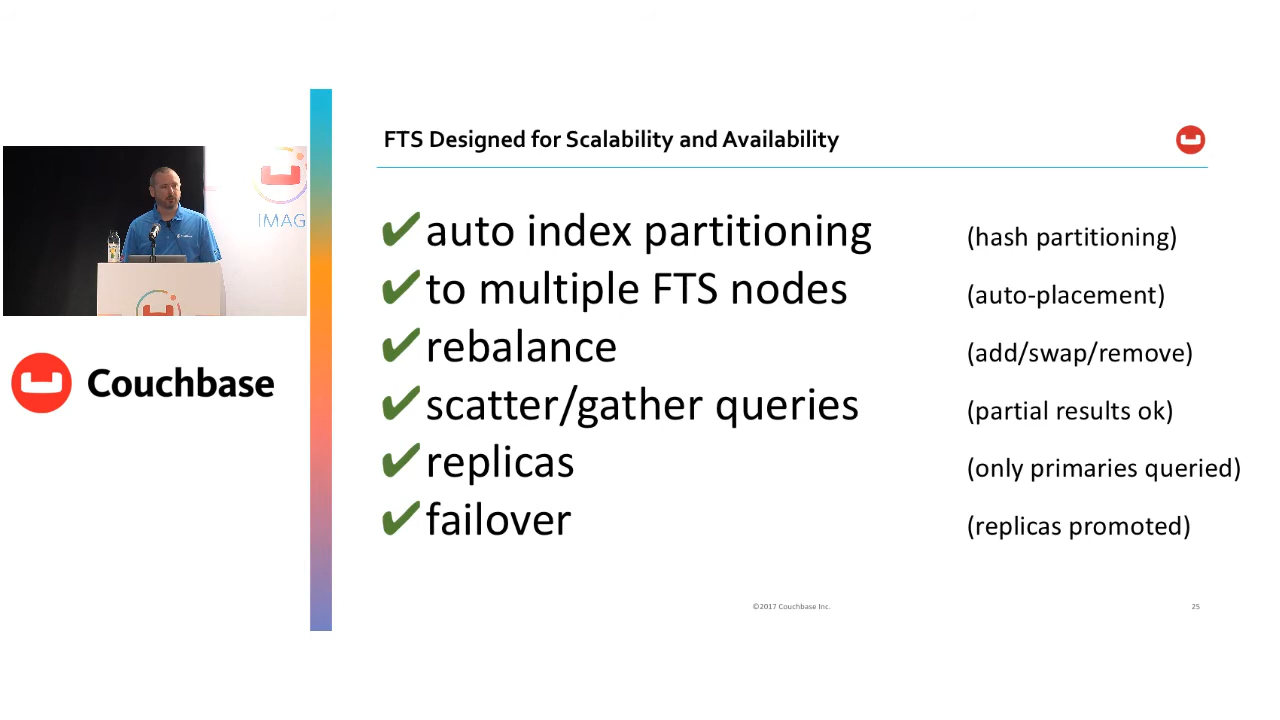 FTS Designed for Scalability and Availability
✔auto index partitioning (hash partitioning)
✔to multiple FTS nodes (auto-placement)
✔rebalance (add/swap/remove)
✔scatter/gather queries (partial results ok)
✔replicas (only primaries queried)
✔failover (replicas promoted)
IMAG
Couchbase
©2017 Couchbase Inc. 25